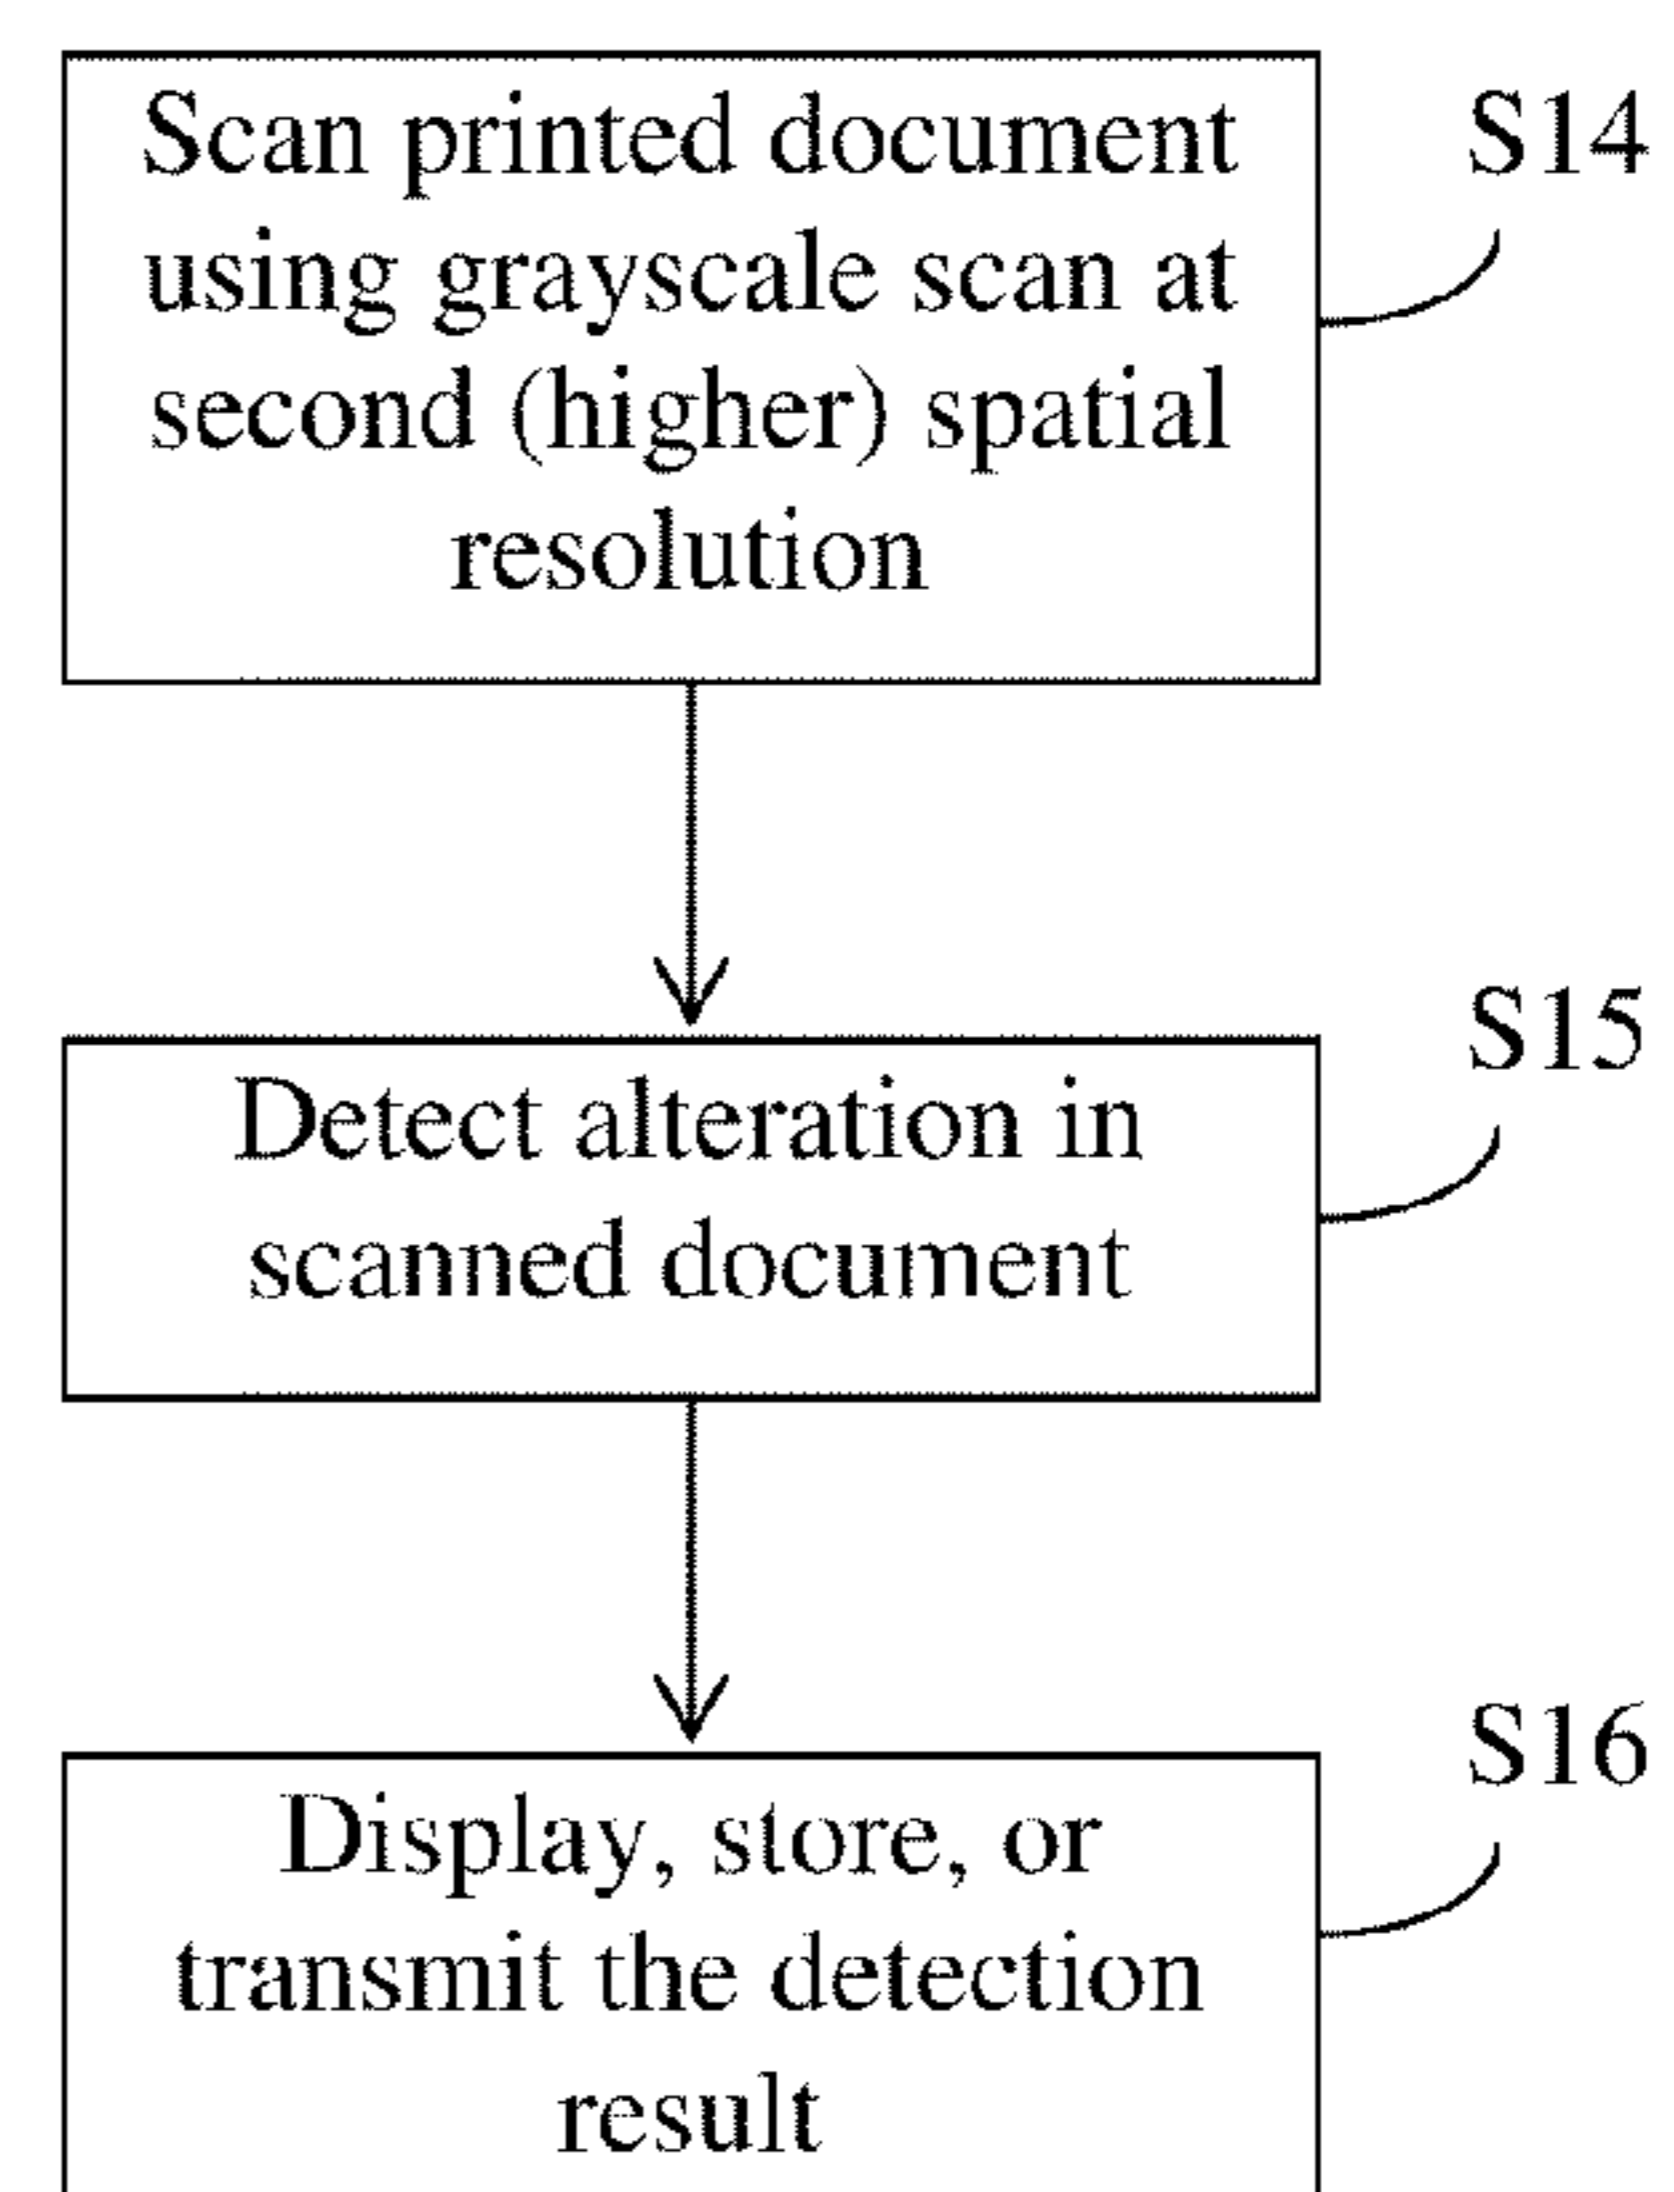 Scan printed document
using grayscale scan at
second (higher) spatial
resolution
S14
Detect alteration in
scanned document
S15
Display, store, or
transmit the detection
result
S16